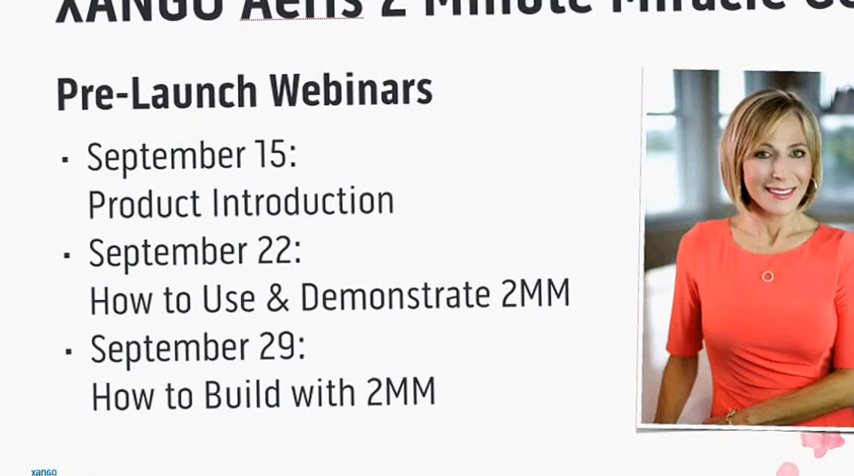 XANGO Aeris 2 Minute Miracle
Pre-Launch Webinars
· September 15:
Product Introduction
· September 22:
How to Use & Demonstrate 2MM
· September 29:
How to Build with 2MM
xango